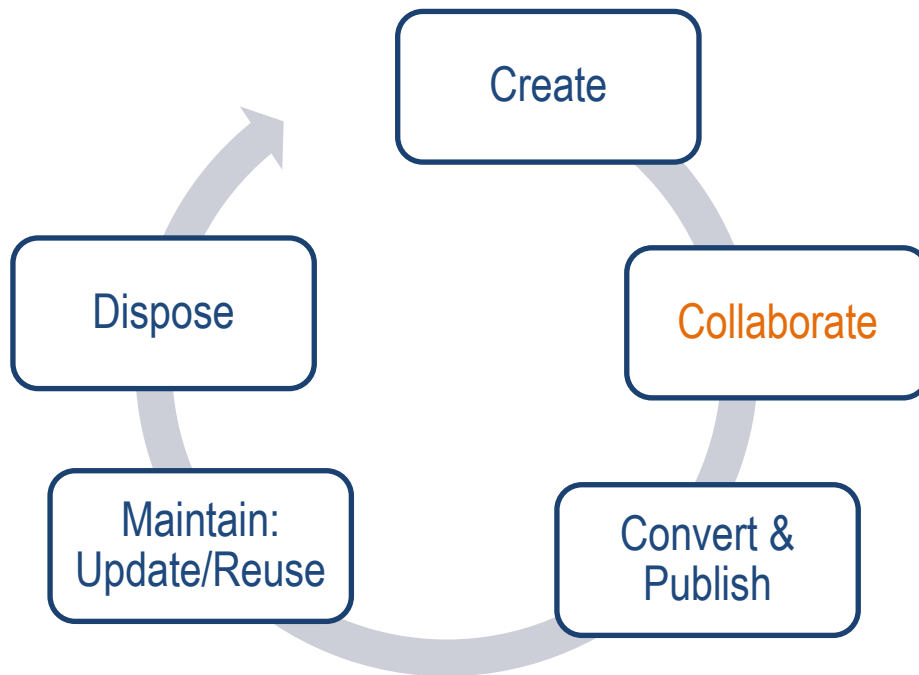 Create
Collaborate
Convert &
Publish
Maintain:
Update/Reuse
Dispose